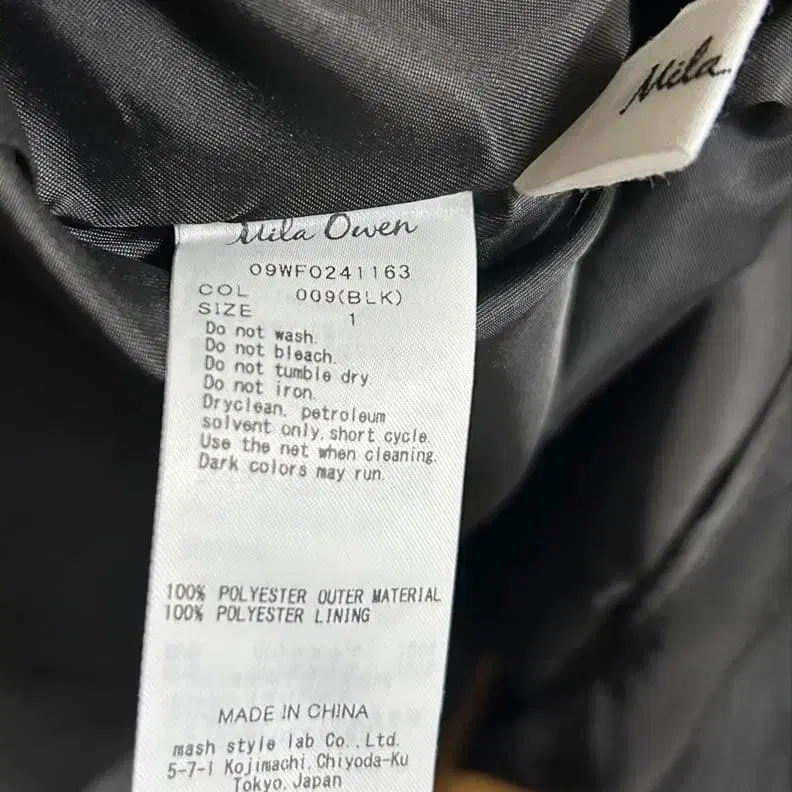 Mila
Mila Owen
09WFO241163
COL 009(BLK)
SIZE 1
Do not wash.
Do not bleach.
Do not tumble dry
Do not iron.
Dryclean. petroleum
solvent only. short cycle.
Use the net when cleaning.
Dark colors may run.
100% POLYESTER OUTER MATERIAL
100% POLYESTER LINING
MADE IN CHINA
mash style lab Co.,Ltd.
5-7-1 Kojimachi, Chiyoda-Ku
Tokyo, Japan